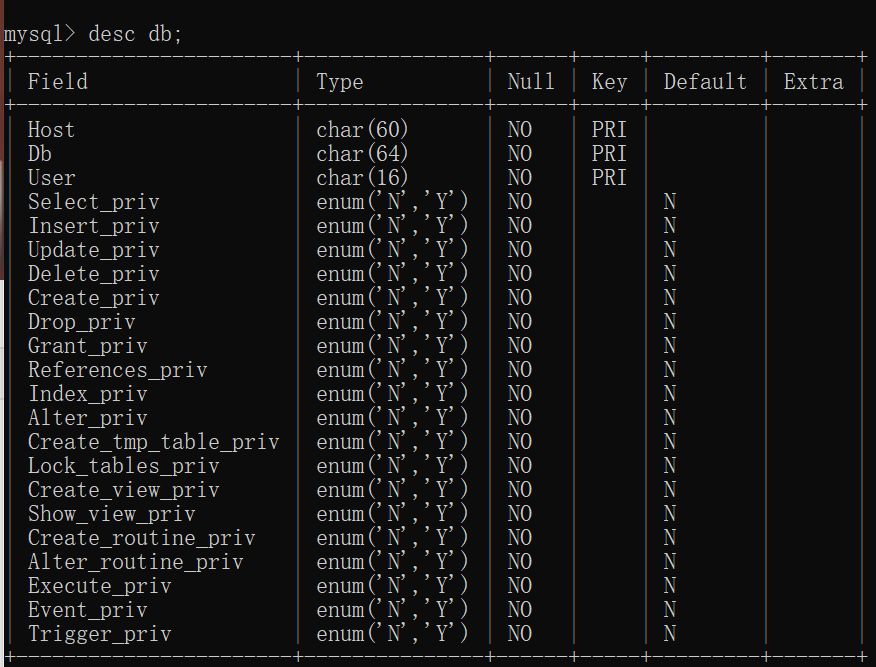 mysql> desc db;
+-----------------------+---------------+------+-----+---------+-------+
| Field | Type | Null | Key | Default | Extra |
+-----------------------+---------------+------+-----+---------+-------+
| Host | char(60) | NO | PRI | | |
| Db | char(64) | NO | PRI | | |
| User | char(16) | NO | PRI | | |
| Select_priv | enum('N','Y') | NO | | N | |
| Insert_priv | enum('N','Y') | NO | | N | |
| Update_priv | enum('N','Y') | NO | | N | |
| Delete_priv | enum('N','Y') | NO | | N | |
| Create_priv | enum('N','Y') | NO | | N | |
| Drop_priv | enum('N','Y') | NO | | N | |
| Grant_priv | enum('N','Y') | NO | | N | |
| References_priv | enum('N','Y') | NO | | N | |
| Index_priv | enum('N','Y') | NO | | N | |
| Alter_priv | enum('N','Y') | NO | | N | |
| Create_tmp_table_priv | enum('N','Y') | NO | | N | |
| Lock_tables_priv | enum('N','Y') | NO | | N | |
| Create_view_priv | enum('N','Y') | NO | | N | |
| Show_view_priv | enum('N','Y') | NO | | N | |
| Create_routine_priv | enum('N','Y') | NO | | N | |
| Alter_routine_priv | enum('N','Y') | NO | | N | |
| Execute_priv | enum('N','Y') | NO | | N | |
| Event_priv | enum('N','Y') | NO | | N | |
| Trigger_priv | enum('N','Y') | NO | | N | |
+-----------------------+---------------+------+-----+---------+-------+